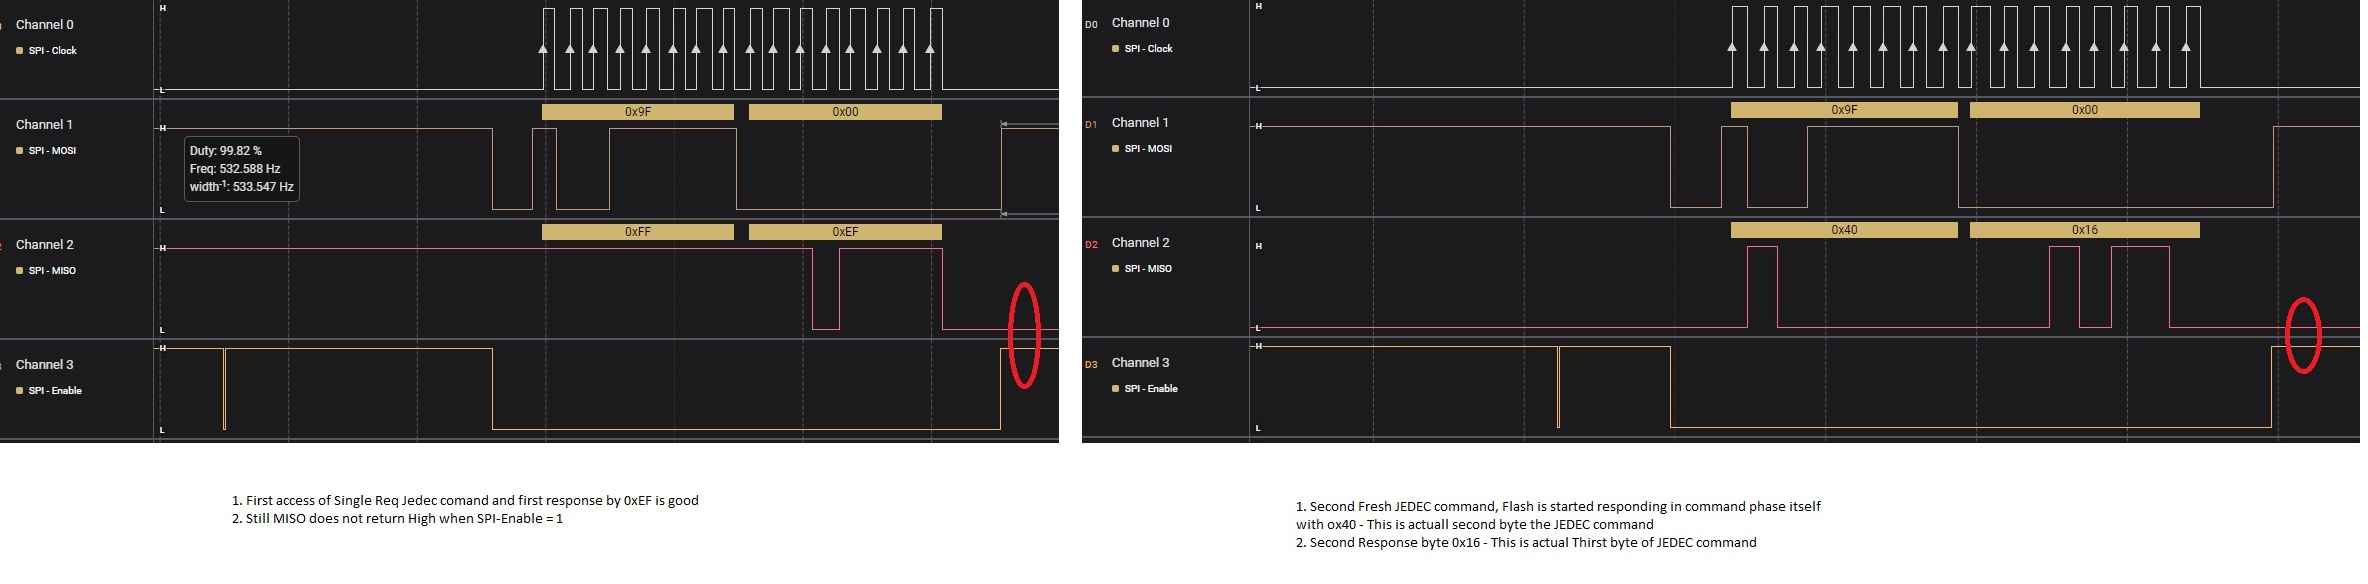 H
Channel 0
SPI - Clock
L
0x9F
0x00
Channel 1
H
SPI - MOSI
Duty: 99.82 %
Freq: 532.588 Hz
width-1: 533.547 Hz
L
0xFF
0xEF
Channel 2
H
SPI - MISO
L
H
Channel 3
SPI - Enable
L
1. First access of Single Req Jedec comand and first response by 0xEF is good
2. Still MISO does not return High when SPI-Enable = 1
H
D0 Channel 0
SPI - Clock
L
0x9F
0x00
D1 Channel 1
H
SPI - MOSI
L
0x40
0x16
D2 Channel 2
H
SPI - MISO
L
H
D3 Channel 3
SPI - Enable
L
1. Second Fresh JEDEC command, Flash is started responding in command phase itself
with ox40 - This is actuall second byte the JEDEC command
2. Second Response byte 0x16 - This is actual Thirst byte of JEDEC command